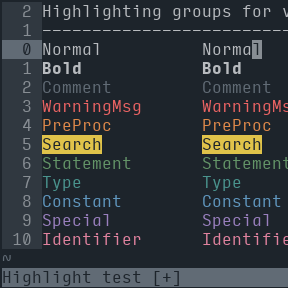 2 Highlighting groups for v
1 --------------------------
0 Normal Normal
1 Bold Bold
2 Comment Comment
3 WarningMsg WarningMs
4 PreProc PreProc
5 Search Search
6 Statement Statement
7 Type Type
8 Constant Constant
9 Special Special
10 Identifier Identifie
~
Highlight test [+]